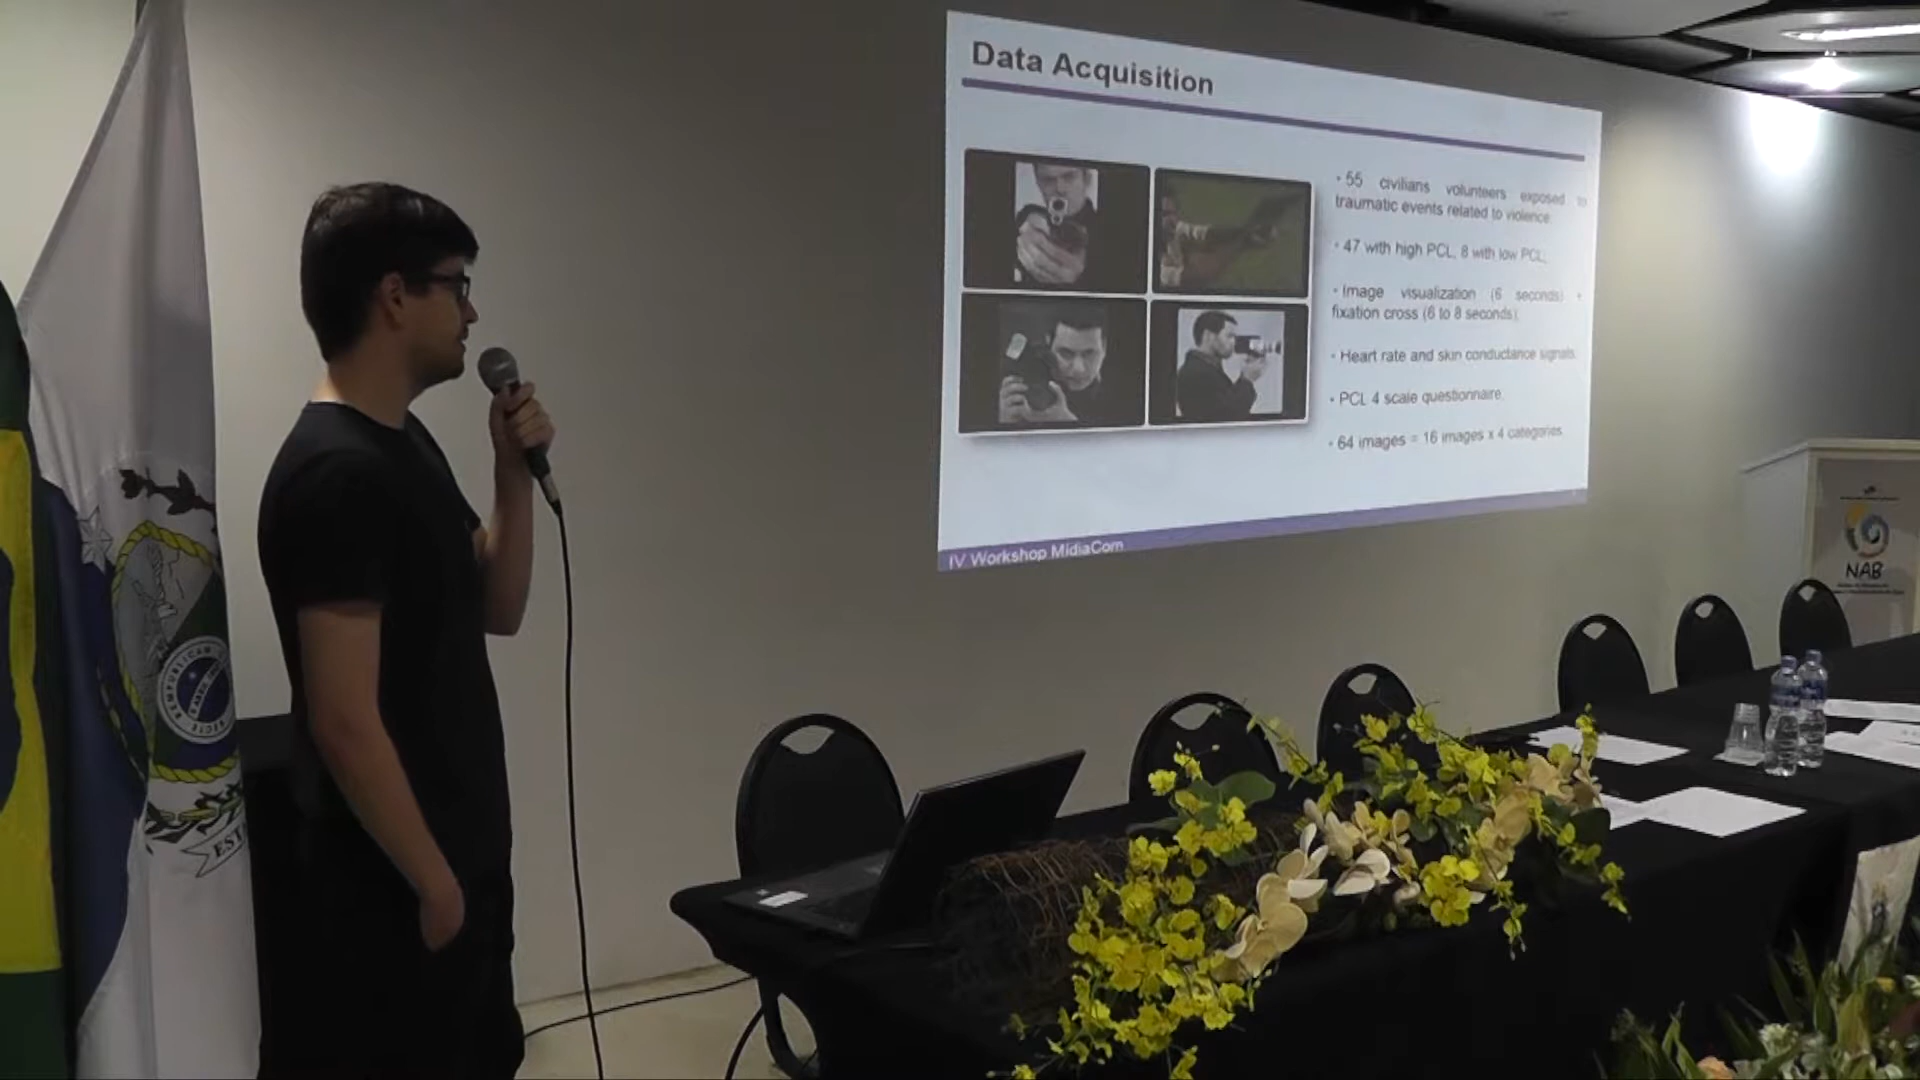 Data Acquisition
• 55 civilians volunteers exposed to
traumatic events related to violence.
• 47 with high PCL, 8 with low PCL;
• Image visualization (6 seconds) +
fixation cross (6 to 8 seconds);
• Heart rate and skin conductance signals.
• PCL 4 scale questionnaire.
• 64 images = 16 images x 4 categories.
IV Workshop MídiaCom
NAB